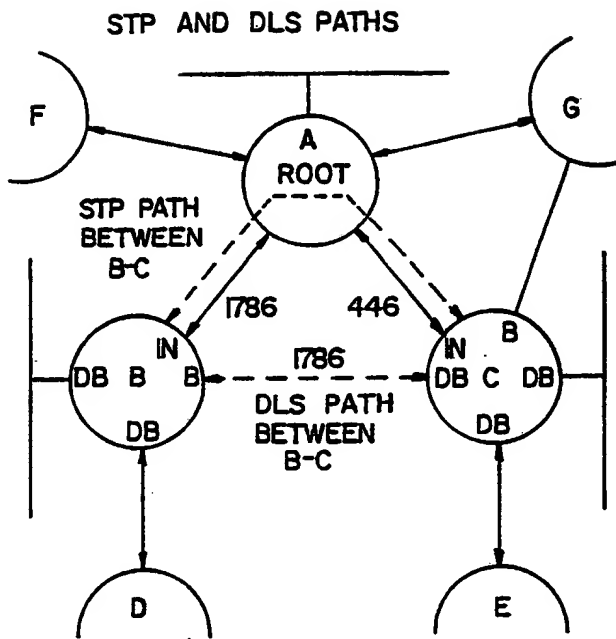 STP AND DLS PATHS
F
G
A
ROOT
STP PATH
BETWEEN
B-C
1786
446
IN
DB B B
DB
1786
DLS PATH
BETWEEN
B-C
B
IN
DB C DB
DB
D
E